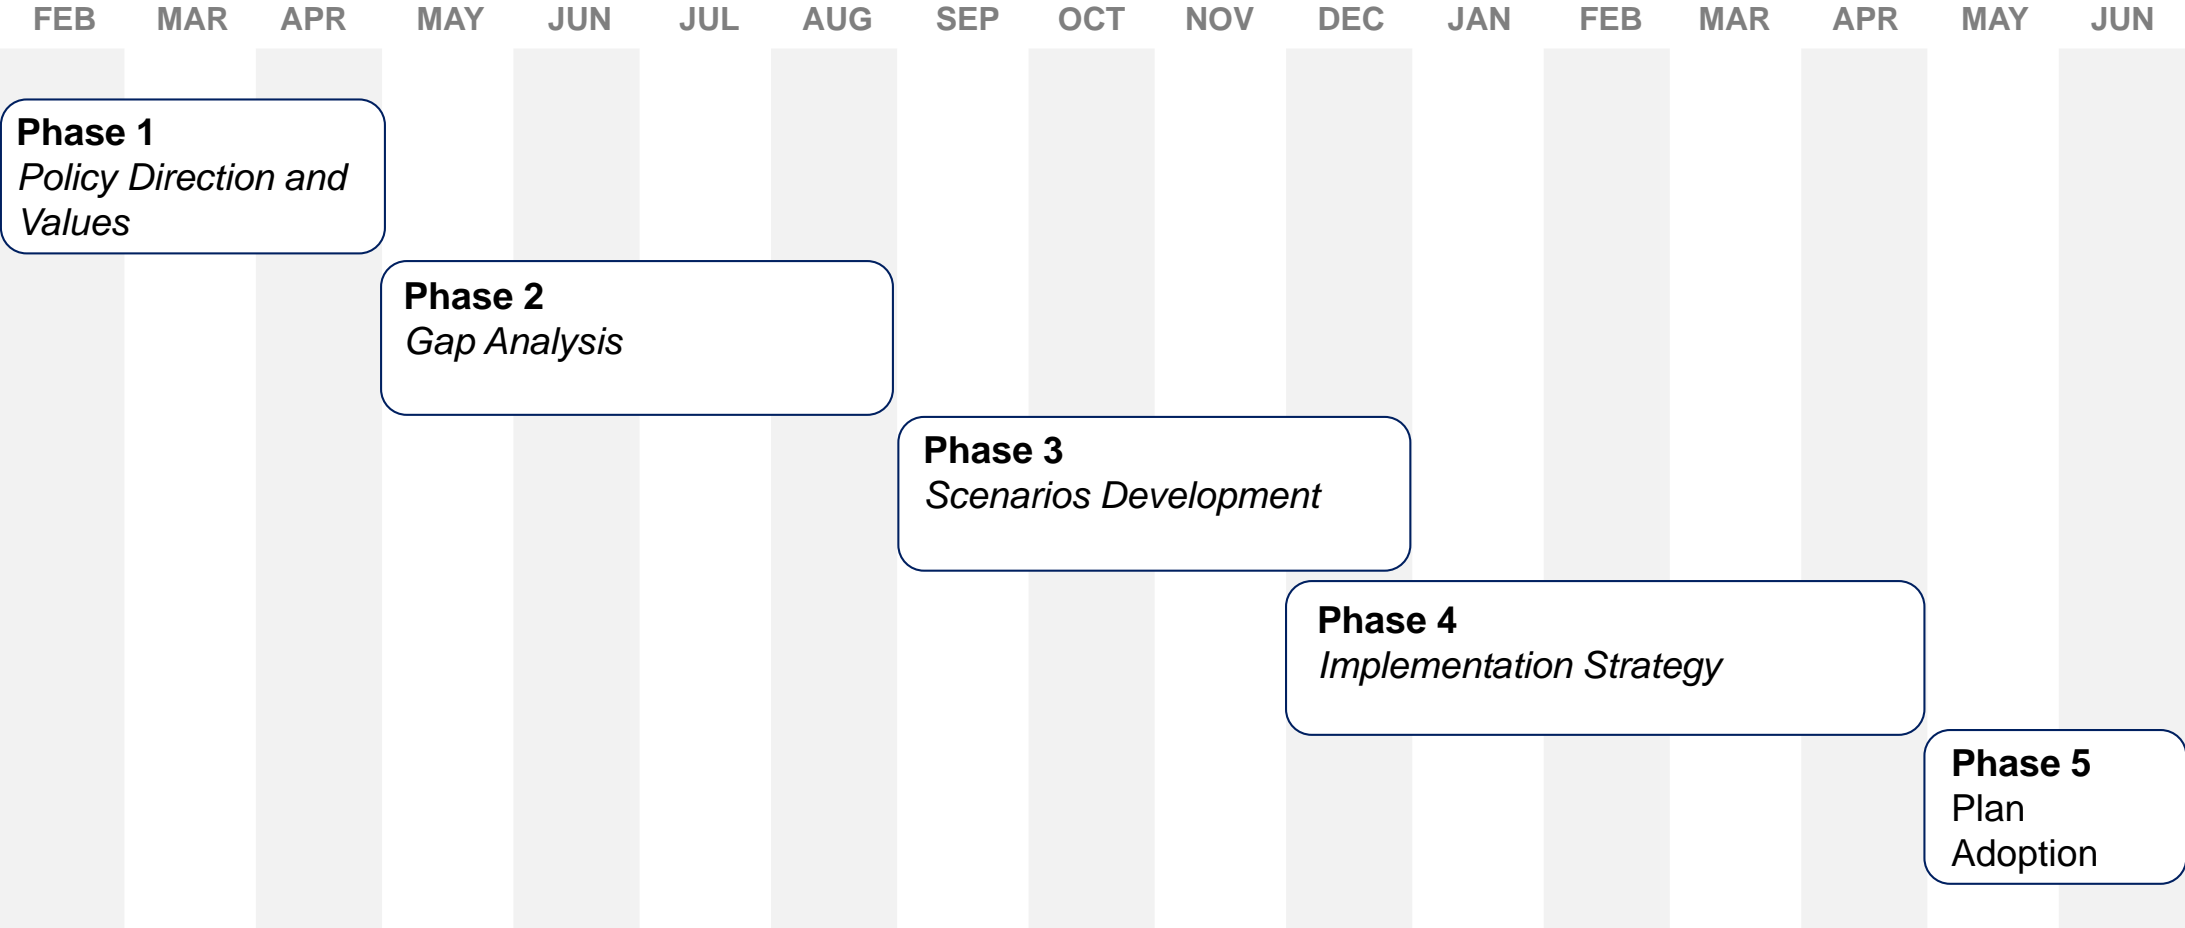 FEB MAR APR MAY JUN JUL AUG SEP OCT NOV DEC JAN FEB MAR APR MAY JUN
Phase 1
Policy Direction and
Values
Phase 2
Gap Analysis
Phase 3
Scenarios Development
Phase 4
Implementation Strategy
Phase 5
Plan
Adoption